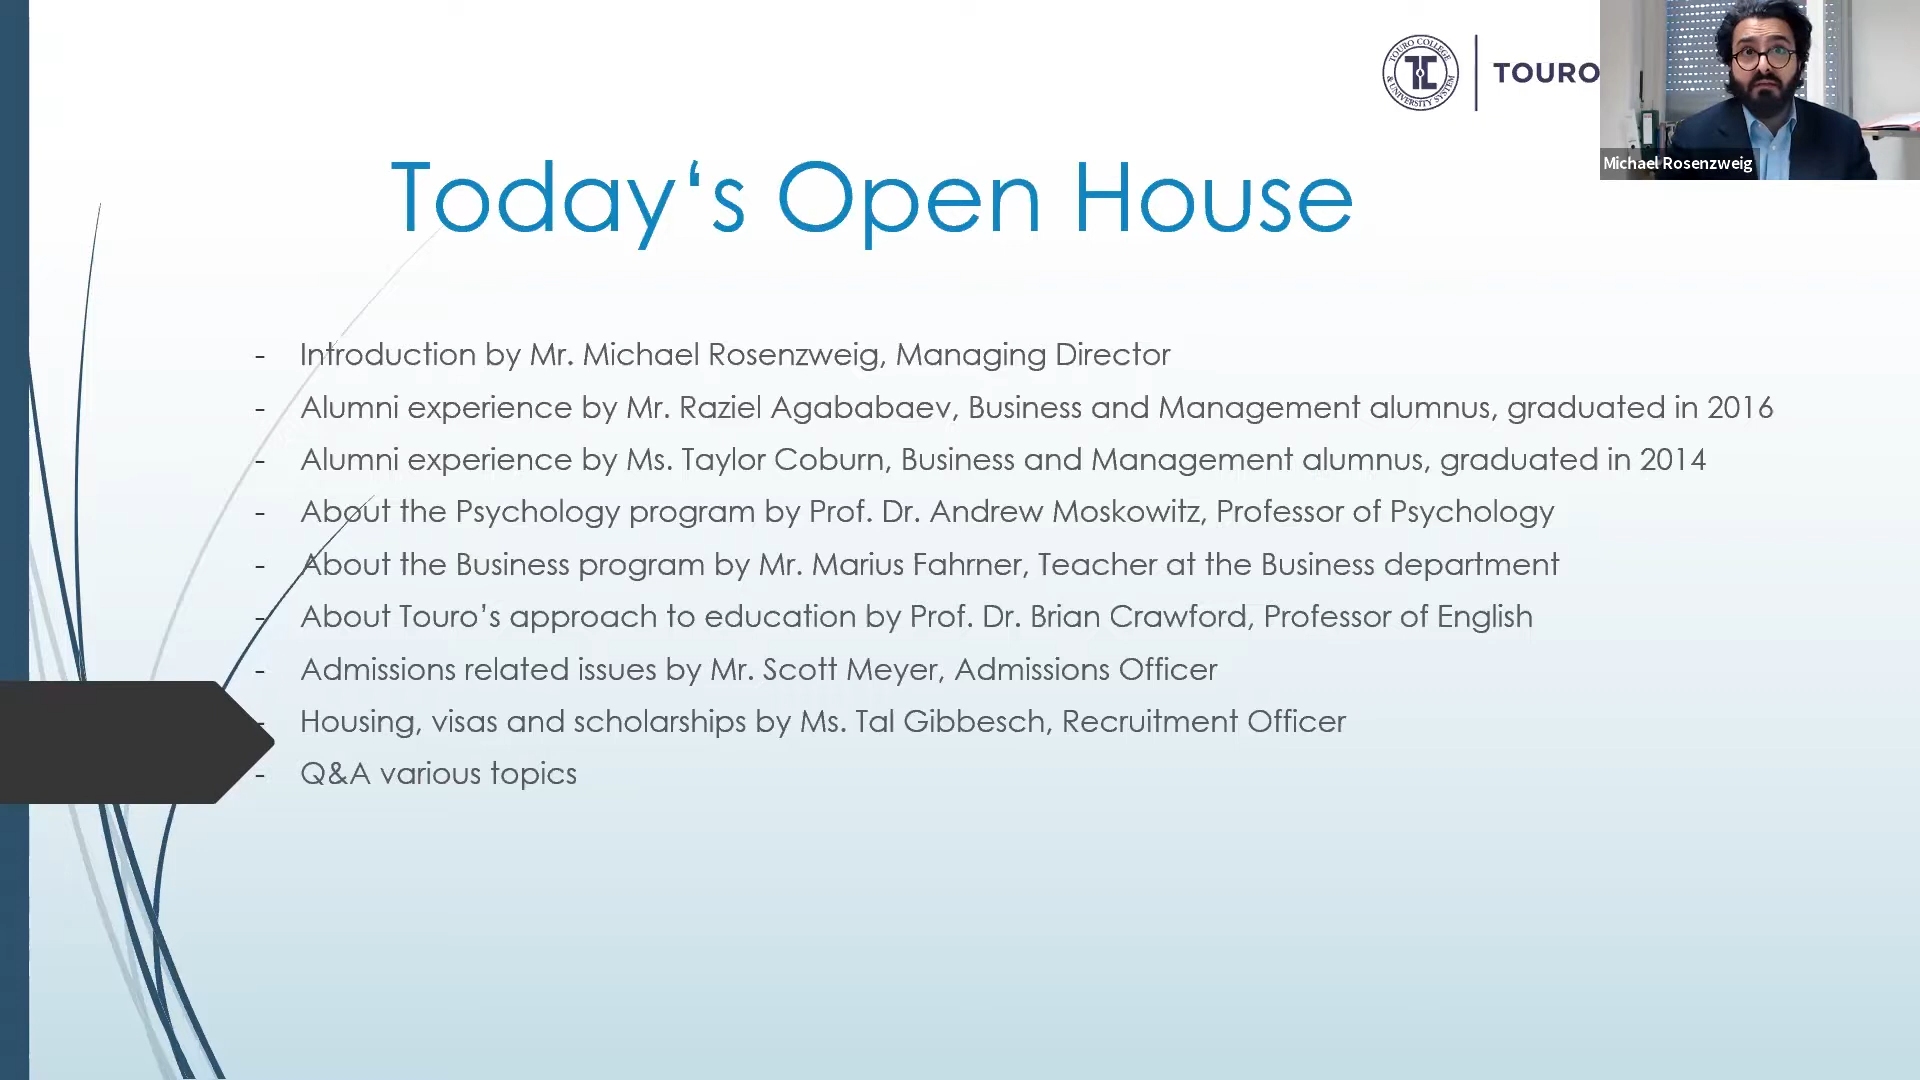 TOURO COLLEGE
& UNIVERSITY SYSTEM
TOURO
Michael Rosenzweig
Today‘s Open House
- Introduction by Mr. Michael Rosenzweig, Managing Director
- Alumni experience by Mr. Raziel Agababaev, Business and Management alumnus, graduated in 2016
- Alumni experience by Ms. Taylor Coburn, Business and Management alumnus, graduated in 2014
- About the Psychology program by Prof. Dr. Andrew Moskowitz, Professor of Psychology
- About the Business program by Mr. Marius Fahrner, Teacher at the Business department
- About Touro’s approach to education by Prof. Dr. Brian Crawford, Professor of English
- Admissions related issues by Mr. Scott Meyer, Admissions Officer
- Housing, visas and scholarships by Ms. Tal Gibbesch, Recruitment Officer
- Q&A various topics